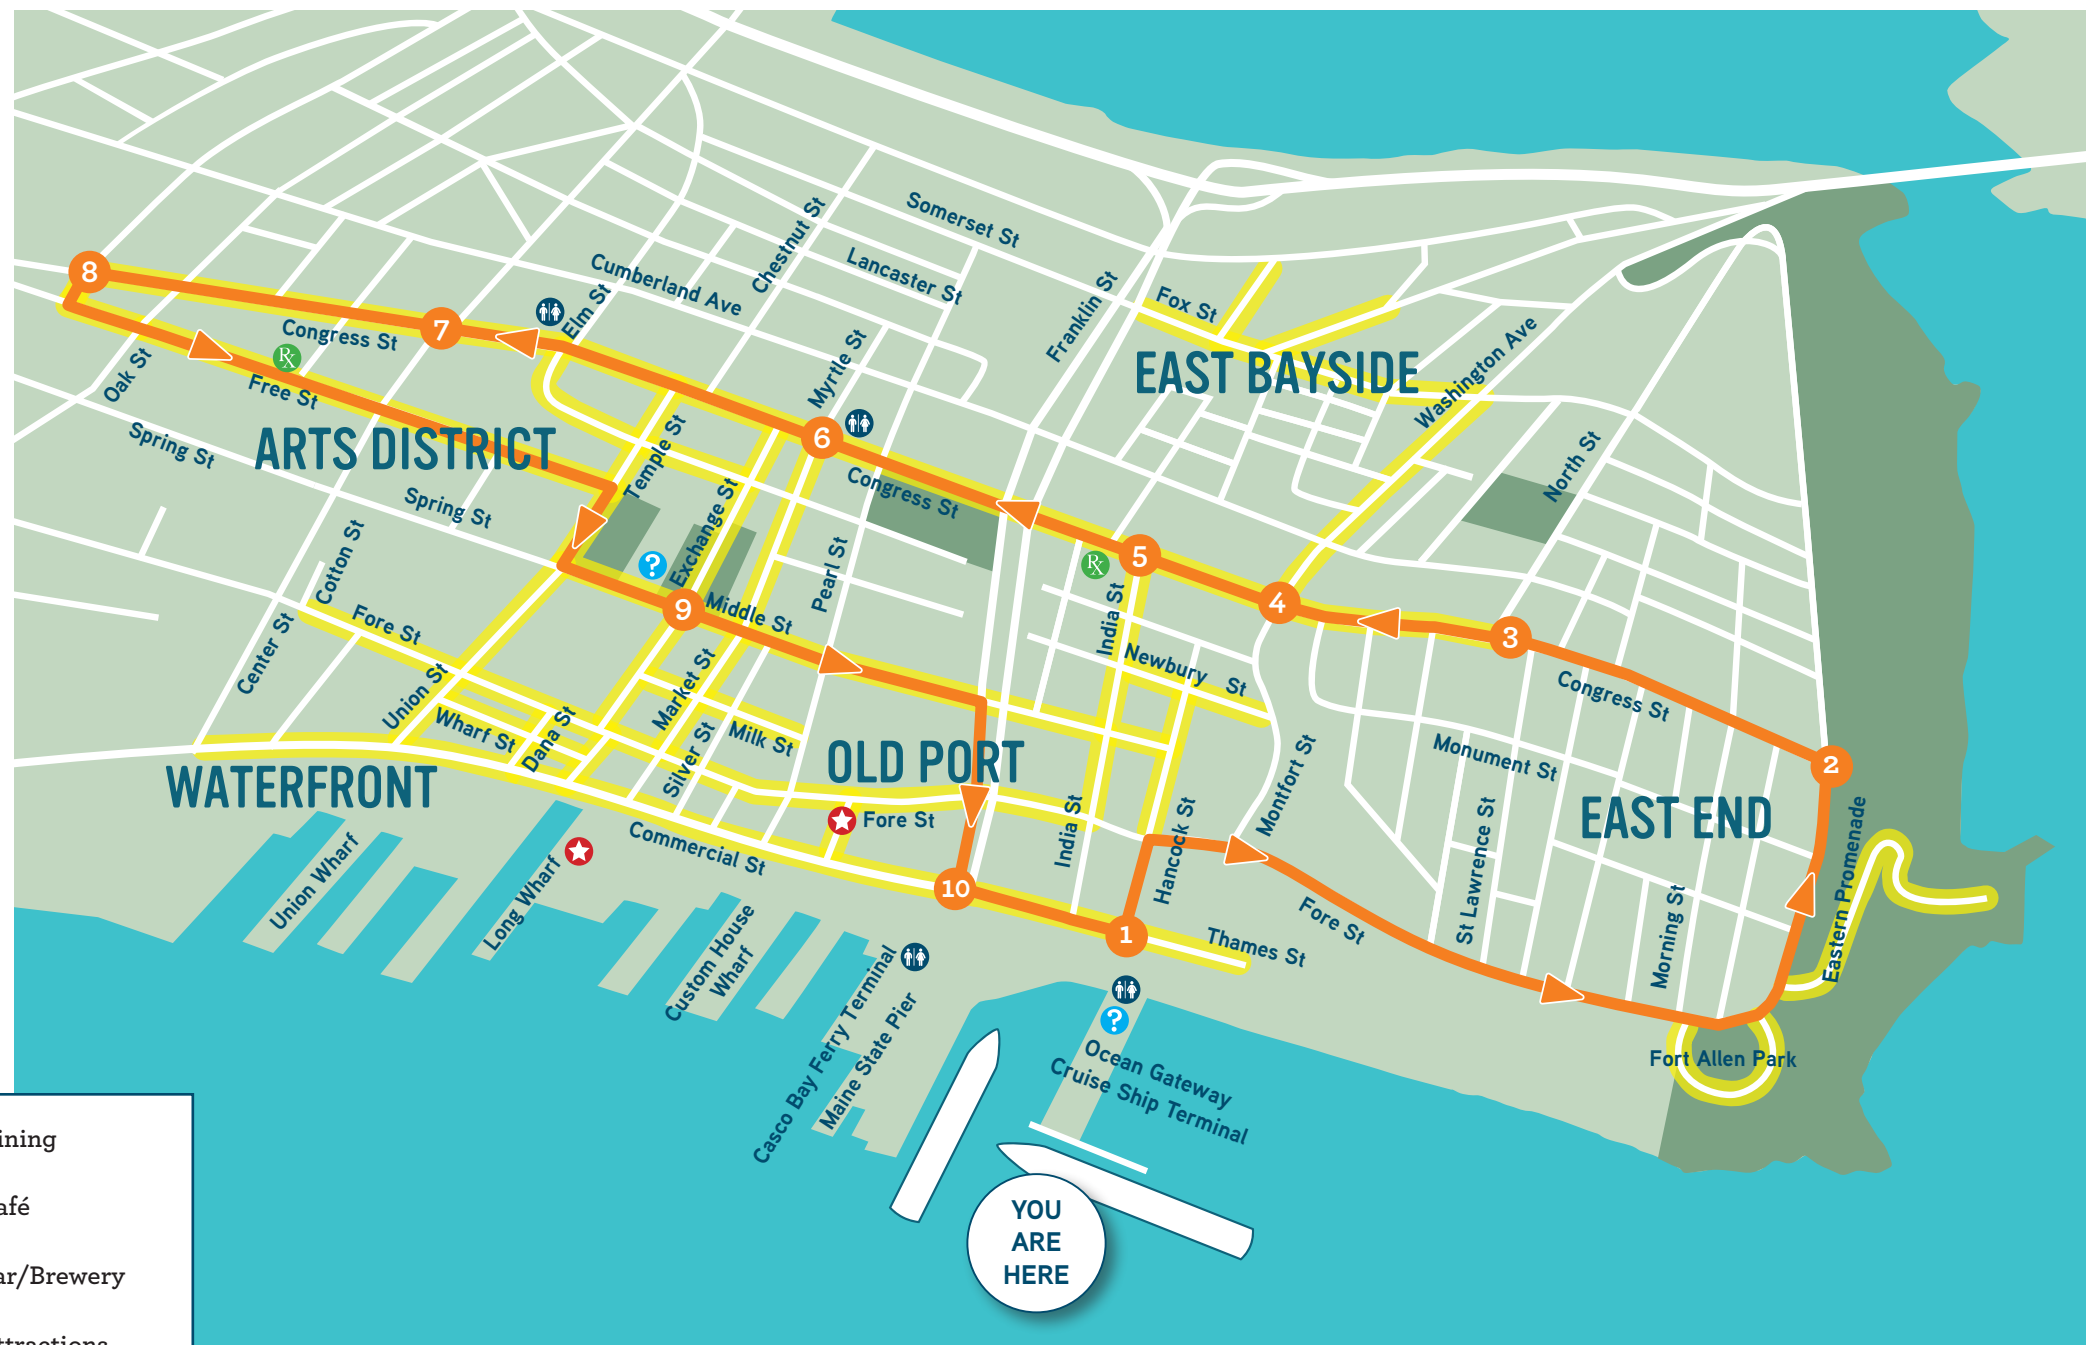 Somerset St
Chestnut St
Lancaster St
Cumberland Ave
Elm St
Franklin St
Fox St
8
7
Congress St
Rx
Oak St
Free St
Myrtle St
EAST BAYSIDE
Washington Ave
ARTS DISTRICT
Spring St
Temple St
6
Congress St
North St
Spring St
Exchange St
Cotton St
?
Pearl St
Rx
5
India St
4
3
9
Middle St
Fore St
Center St
Newbury St
Congress St
Union St
Market St
Wharf St
Dana St
Milk St
Silver St
OLD PORT
Monument St
2
WATERFRONT
Montfort St
EAST END
Fore St
India St
Hancock St
St Lawrence St
Eastern Promenade
Commercial St
Union Wharf
Long Wharf
10
1
Fore St
Morning St
Thames St
Custom House
Wharf
Casco Bay Ferry Terminal
Maine State Pier
?
Ocean Gateway
Cruise Ship Terminal
Fort Allen Park
YOU
ARE
HERE
ining
afé
ar/Brewery
ttractions